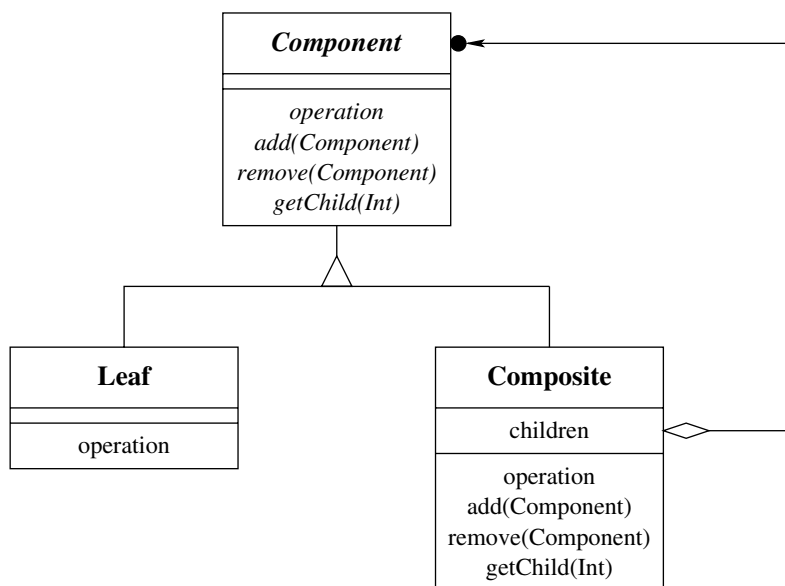 Component
operation
add(Component)
remove(Component)
getChild(Int)
Leaf
operation
Composite
children
operation
add(Component)
remove(Component)
getChild(Int)